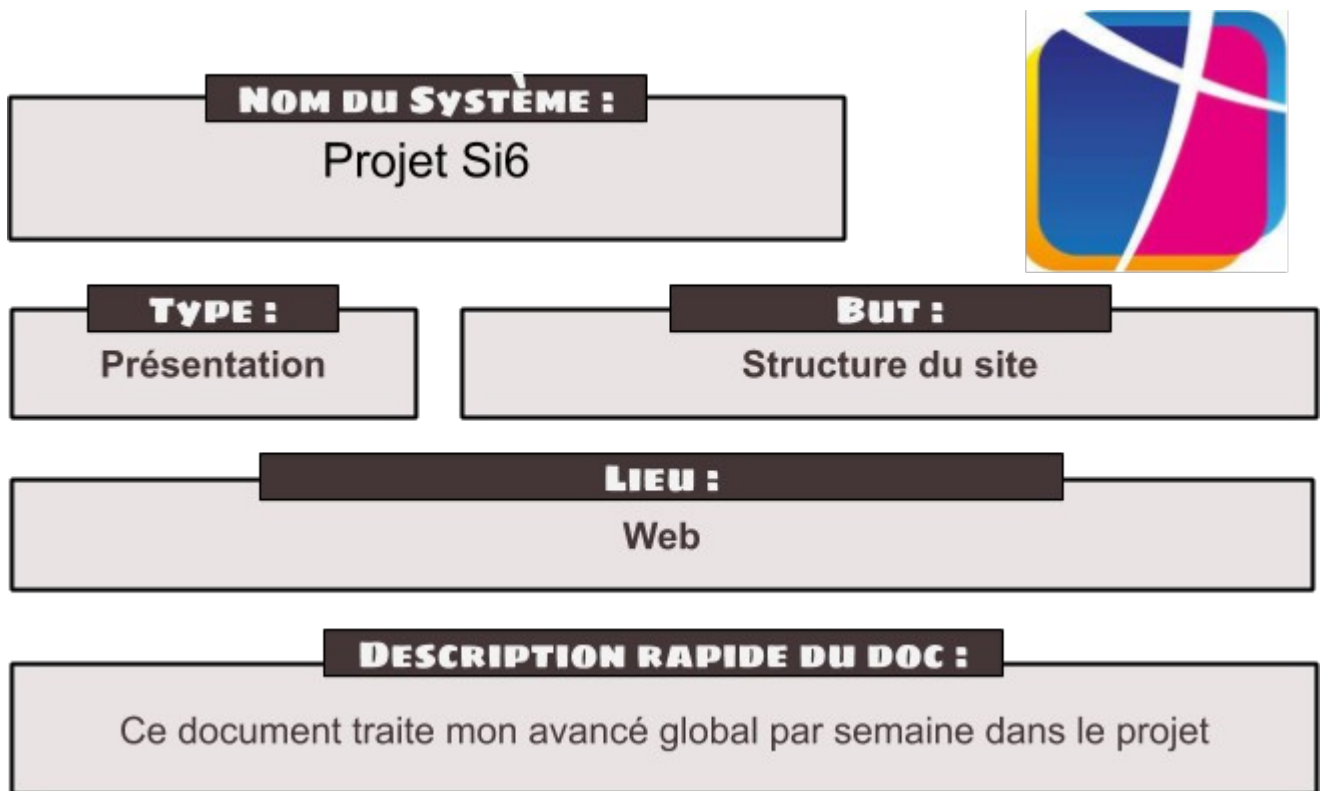 Nom du Système :
Projet Si6
Type :
Présentation
But :
Structure du site
Lieu :
Web
Description rapide du doc :
Ce document traite mon avancé global par semaine dans le projet